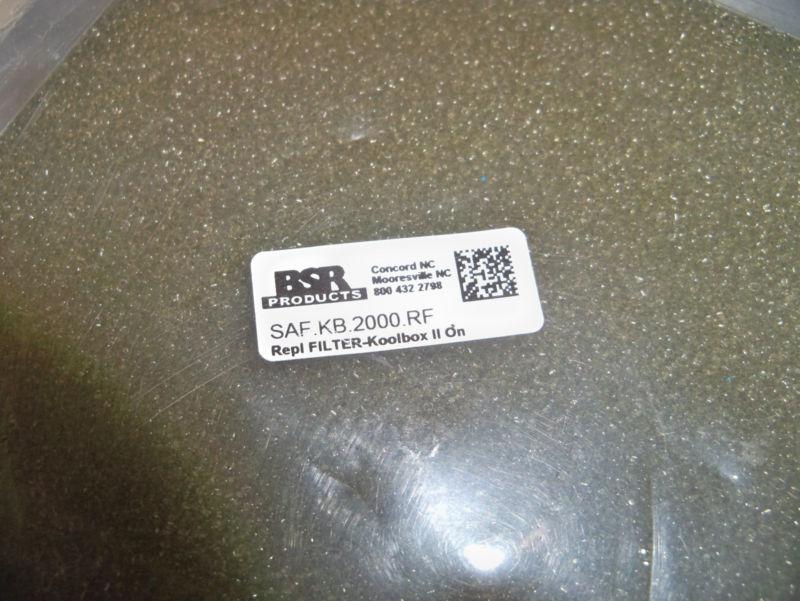 BSR
PRODUCTS
Concord NC
Mooresville NC
800 432 2798
SAF.KB.2000.RF
Repl FILTER-Koolbox II On